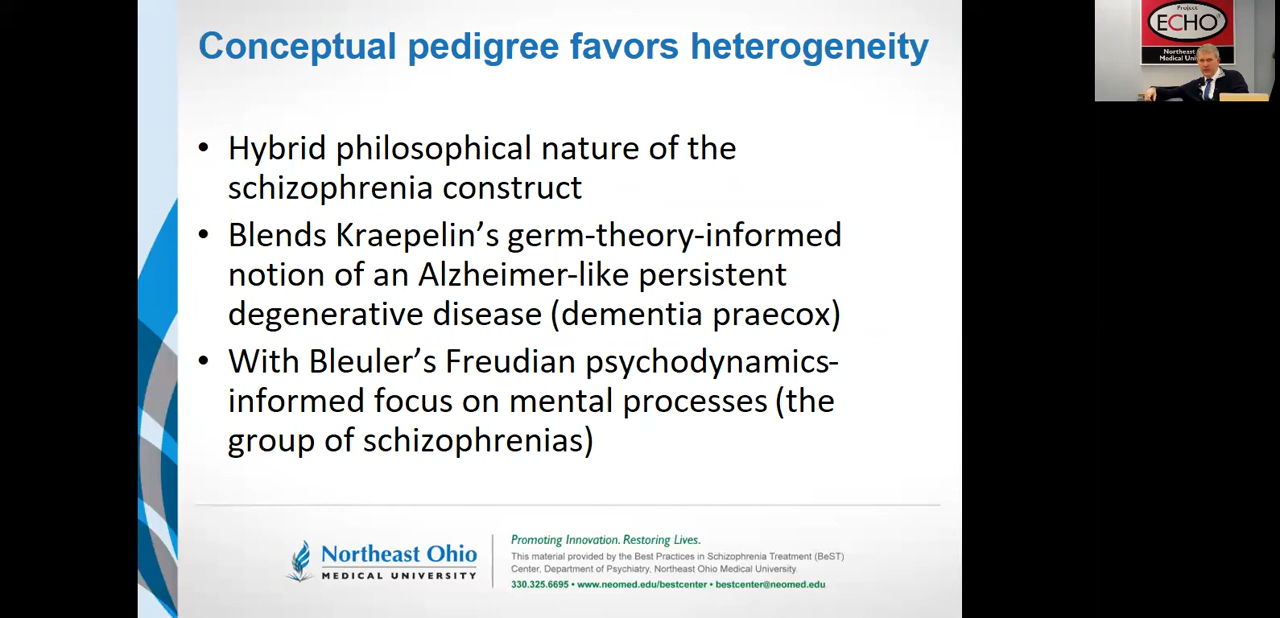 Conceptual pedigree favors heterogeneity
• Hybrid philosophical nature of the
schizophrenia construct
• Blends Kraepelin’s germ-theory-informed
notion of an Alzheimer-like persistent
degenerative disease (dementia praecox)
• With Bleuler’s Freudian psychodynamics-
informed focus on mental processes (the
group of schizophrenias)
Northeast Ohio
MEDICAL UNIVERSITY
Promoting Innovation. Restoring Lives.
This material provided by the Best Practices in Schizophrenia Treatment (BeST)
Center, Department of Psychiatry, Northeast Ohio Medical University
330.325.6695 • www.neomed.edu/bestcenter • bestcenter@neomed.edu
Project
ECHO®
Northeast
Medical